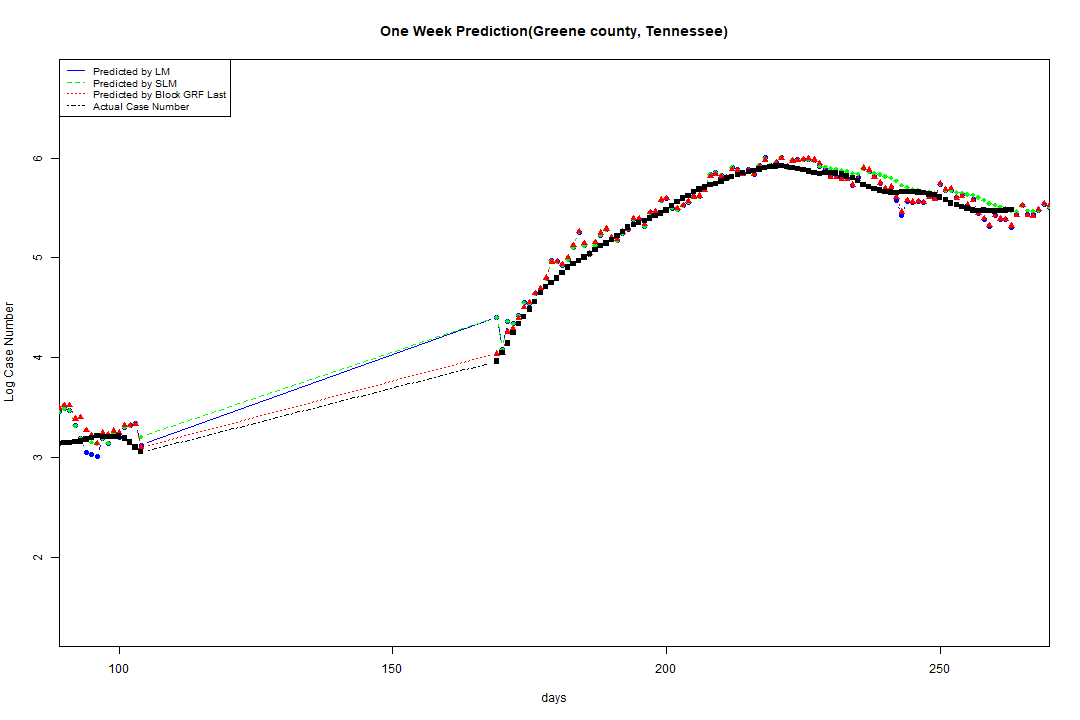 One Week Prediction(Greene county, Tennessee)
Predicted by LM
Predicted by SLM
Predicted by Block GRF Last
Actual Case Number
6
5
4
3
2
Log Case Number
100 150 200 250
days